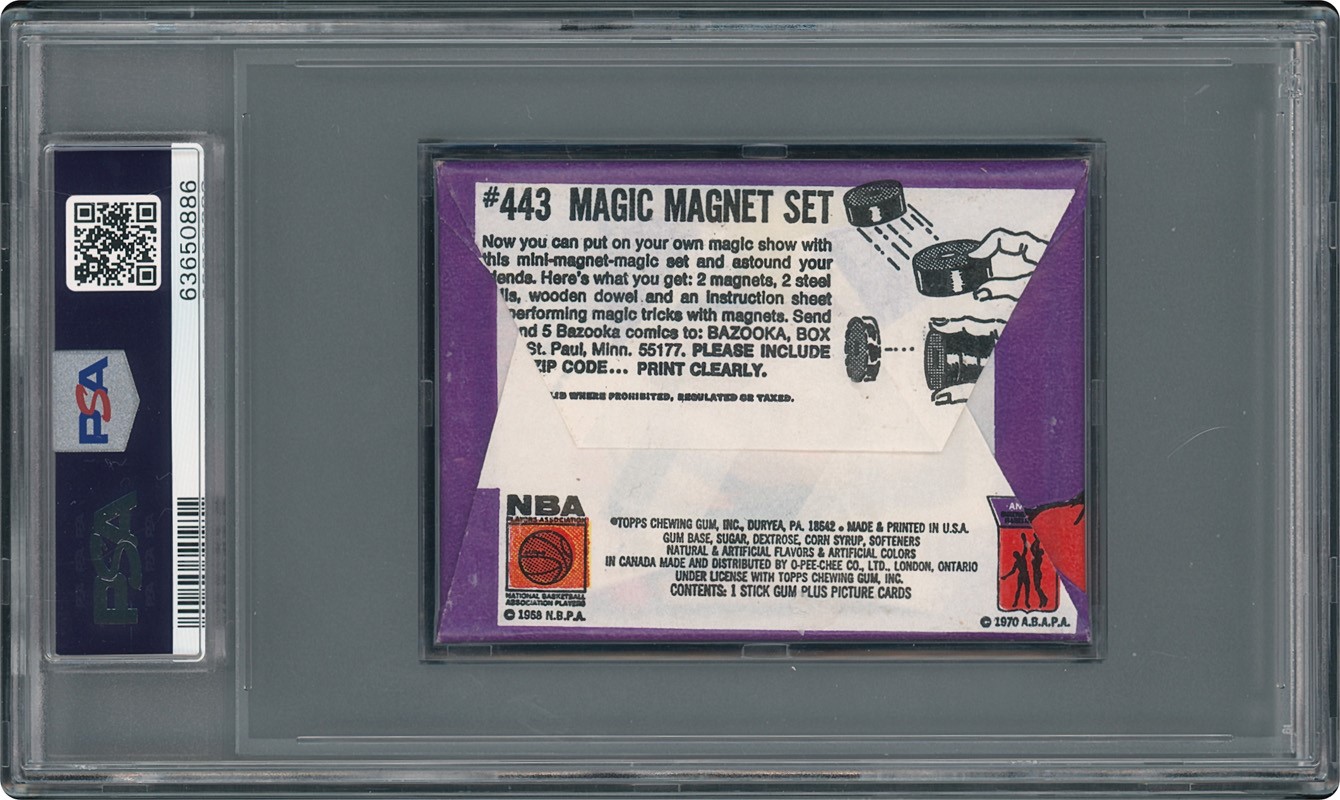 63650886
PSA
PSA
#443 MAGIC MAGNET SET
Now you can put on your own magic show with
this mini-magnet-magic set and astound your
iends. Here's what you get: 2 magnets, 2 steel
lls, wooden dowel and an instruction sheet
performing magic tricks with magnets. Send
nd 5 Bazooka comics to: BAZOOKA, BOX
St. Paul, Minn. 55177. PLEASE INCLUDE
ZIP CODE... PRINT CLEARLY.
ID WHERE PROHIBITED, REGULATED OR TAXED.
NBA
PLAYERS ASSOCIATION
NATIONAL BASKETBALL
ASSOCIATION PLAYERS
© 1968 N.B.P.A.
©TOPPS CHEWING GUM, INC., DURYEA, PA. 18642 • MADE & PRINTED IN U.S.A.
GUM BASE, SUGAR, DEXTROSE, CORN SYRUP, SOFTENERS
NATURAL & ARTIFICIAL FLAVORS & ARTIFICIAL COLORS
IN CANADA MADE AND DISTRIBUTED BY O-PEE-CHEE CO., LTD., LONDON, ONTARIO
UNDER LICENSE WITH TOPPS CHEWING GUM, INC.
CONTENTS: 1 STICK GUM PLUS PICTURE CARDS
© 1970 A.B.A.P.A.